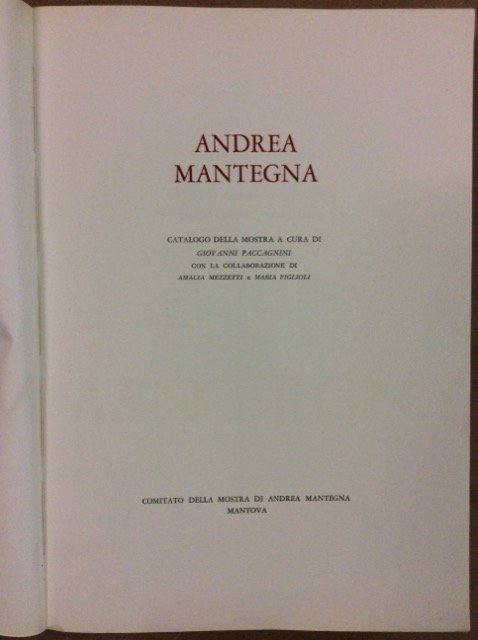 ANDREA
MANTEGNA
CATALOGO DELLA MOSTRA A CURA DI
GIOVANNI PACCAGNINI
CON LA COLLABORAZIONE DI
AMALIA MEZZETTI e MARIA FIGLIOLI
COMITATO DELLA MOSTRA DI ANDREA MANTEGNA
MANTOVA